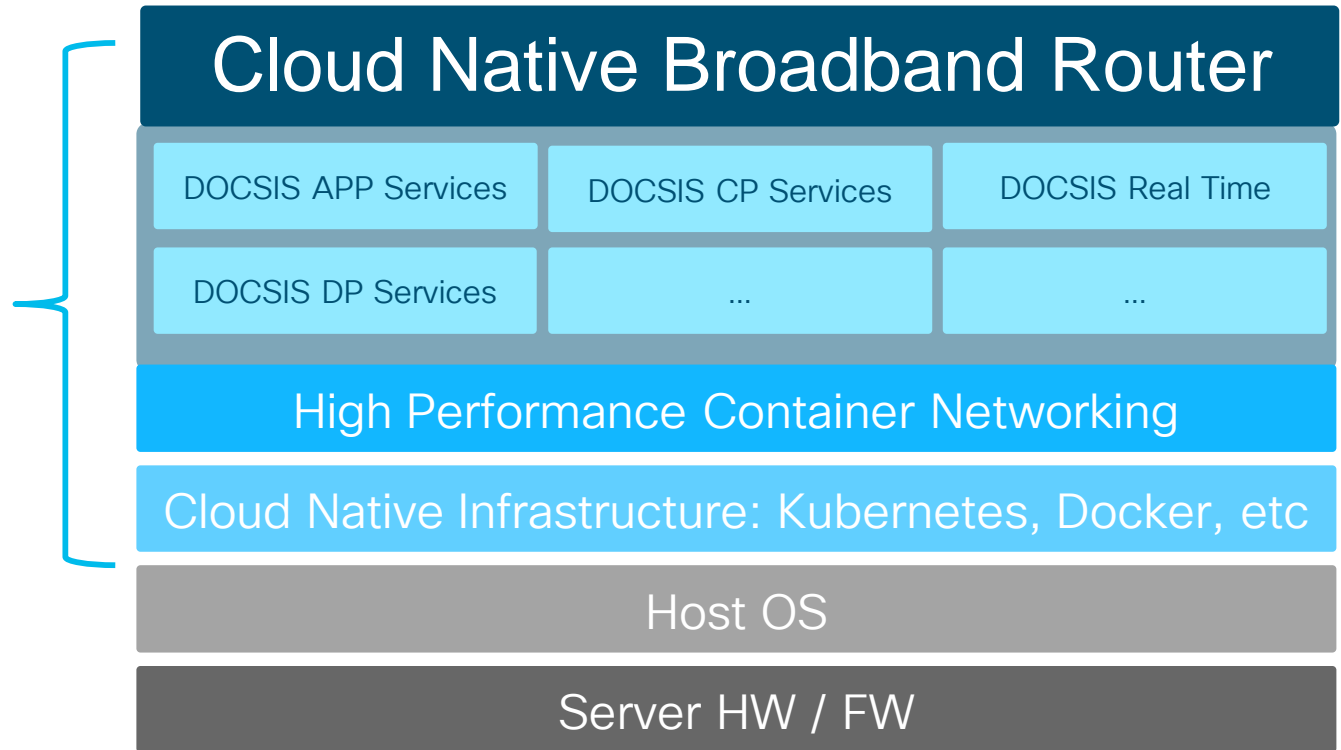 Cloud Native Broadband Router
DOCSIS APP Services
DOCSIS CP Services
DOCSIS Real Time
DOCSIS DP Services
...
...
High Performance Container Networking
Cloud Native Infrastructure: Kubernetes, Docker, etc
Host OS
Server HW / FW